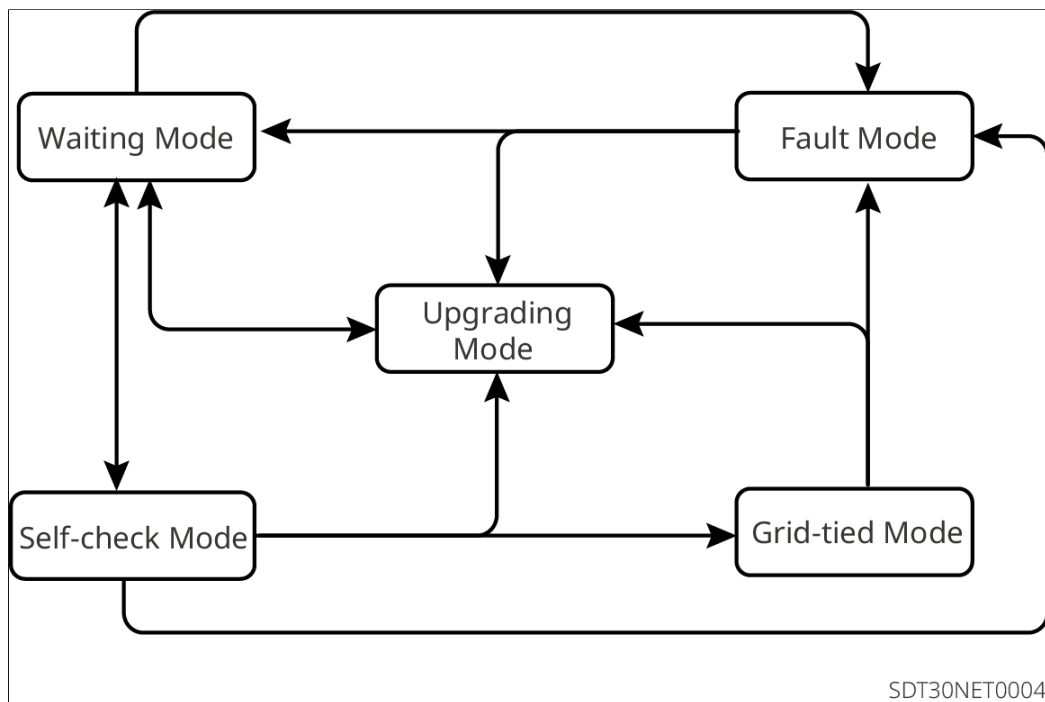 Waiting Mode
Fault Mode
Upgrading
Mode
Self-check Mode
Grid-tied Mode
SDT30NET0004